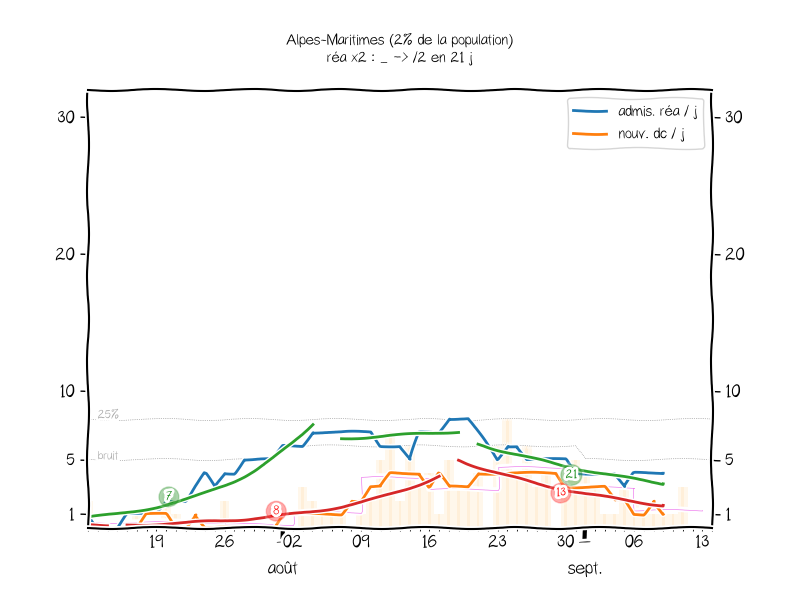 Alpes-Maritimes (2% de la population)
réa x2 : _ -> /2 en 21 j
admis. réa / j
nouv. dc / j
30 30
20 20
10 10
25%
bruit
5 5
21
7
13
8
1 1
19 26 02 09 16 23 30 06 13
août sept.